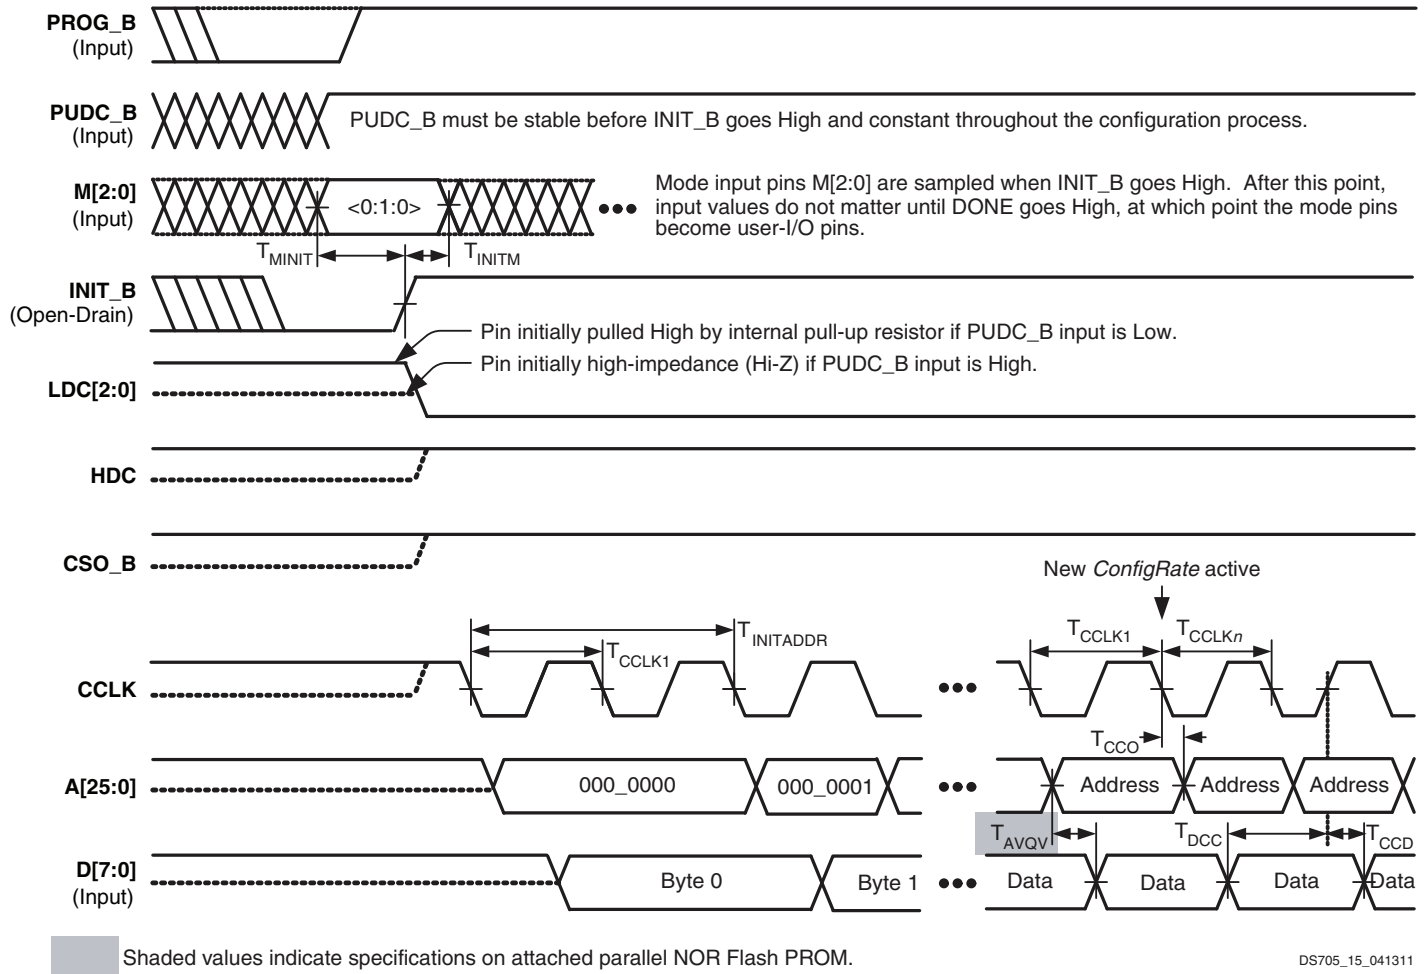 PROG_B
(Input)
PUDC_B
(Input)
PUDC_B must be stable before INIT_B goes High and constant throughout the configuration process.
M[2:0]
(Input)
<0:1:0>
Mode input pins M[2:0] are sampled when INIT_B goes High. After this point,
input values do not matter until DONE goes High, at which point the mode pins
become user-I/O pins.
TMINIT
TINITM
INIT_B
(Open-Drain)
Pin initially pulled High by internal pull-up resistor if PUDC_B input is Low.
Pin initially high-impedance (Hi-Z) if PUDC_B input is High.
LDC[2:0]
HDC
CSO_B
New ConfigRate active
TINITADDR
TCCLK1
TCCLK1
TCCLKn
CCLK
TCCO
A[25:0]
000_0000
000_0001
Address
Address
Address
TAVQV
TDCC
TCCD
D[7:0]
(Input)
Byte 0
Byte 1
Data
Data
Data
Data
Shaded values indicate specifications on attached parallel NOR Flash PROM.
DS705_15_041311